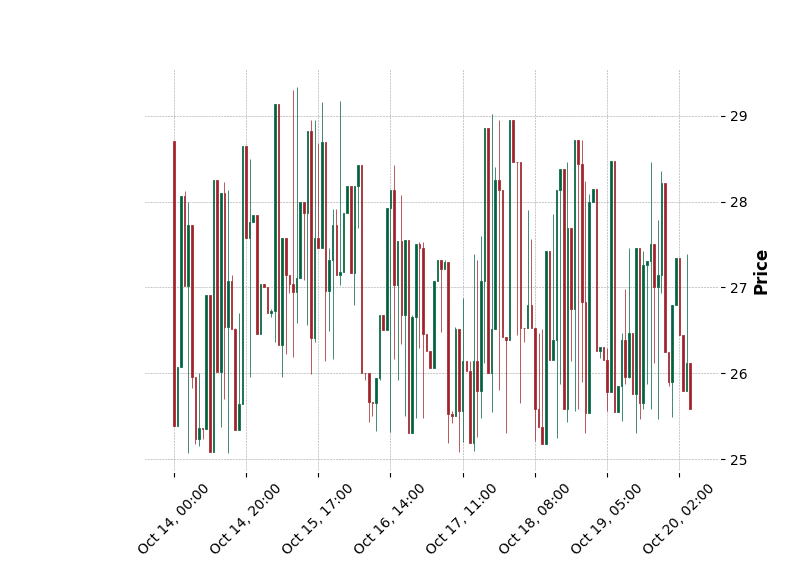 29
28
27
26
25
Price
Oct 14, 00:00
Oct 14, 20:00
Oct 15, 17:00
Oct 16, 14:00
Oct 17, 11:00
Oct 18, 08:00
Oct 19, 05:00
Oct 20, 02:00